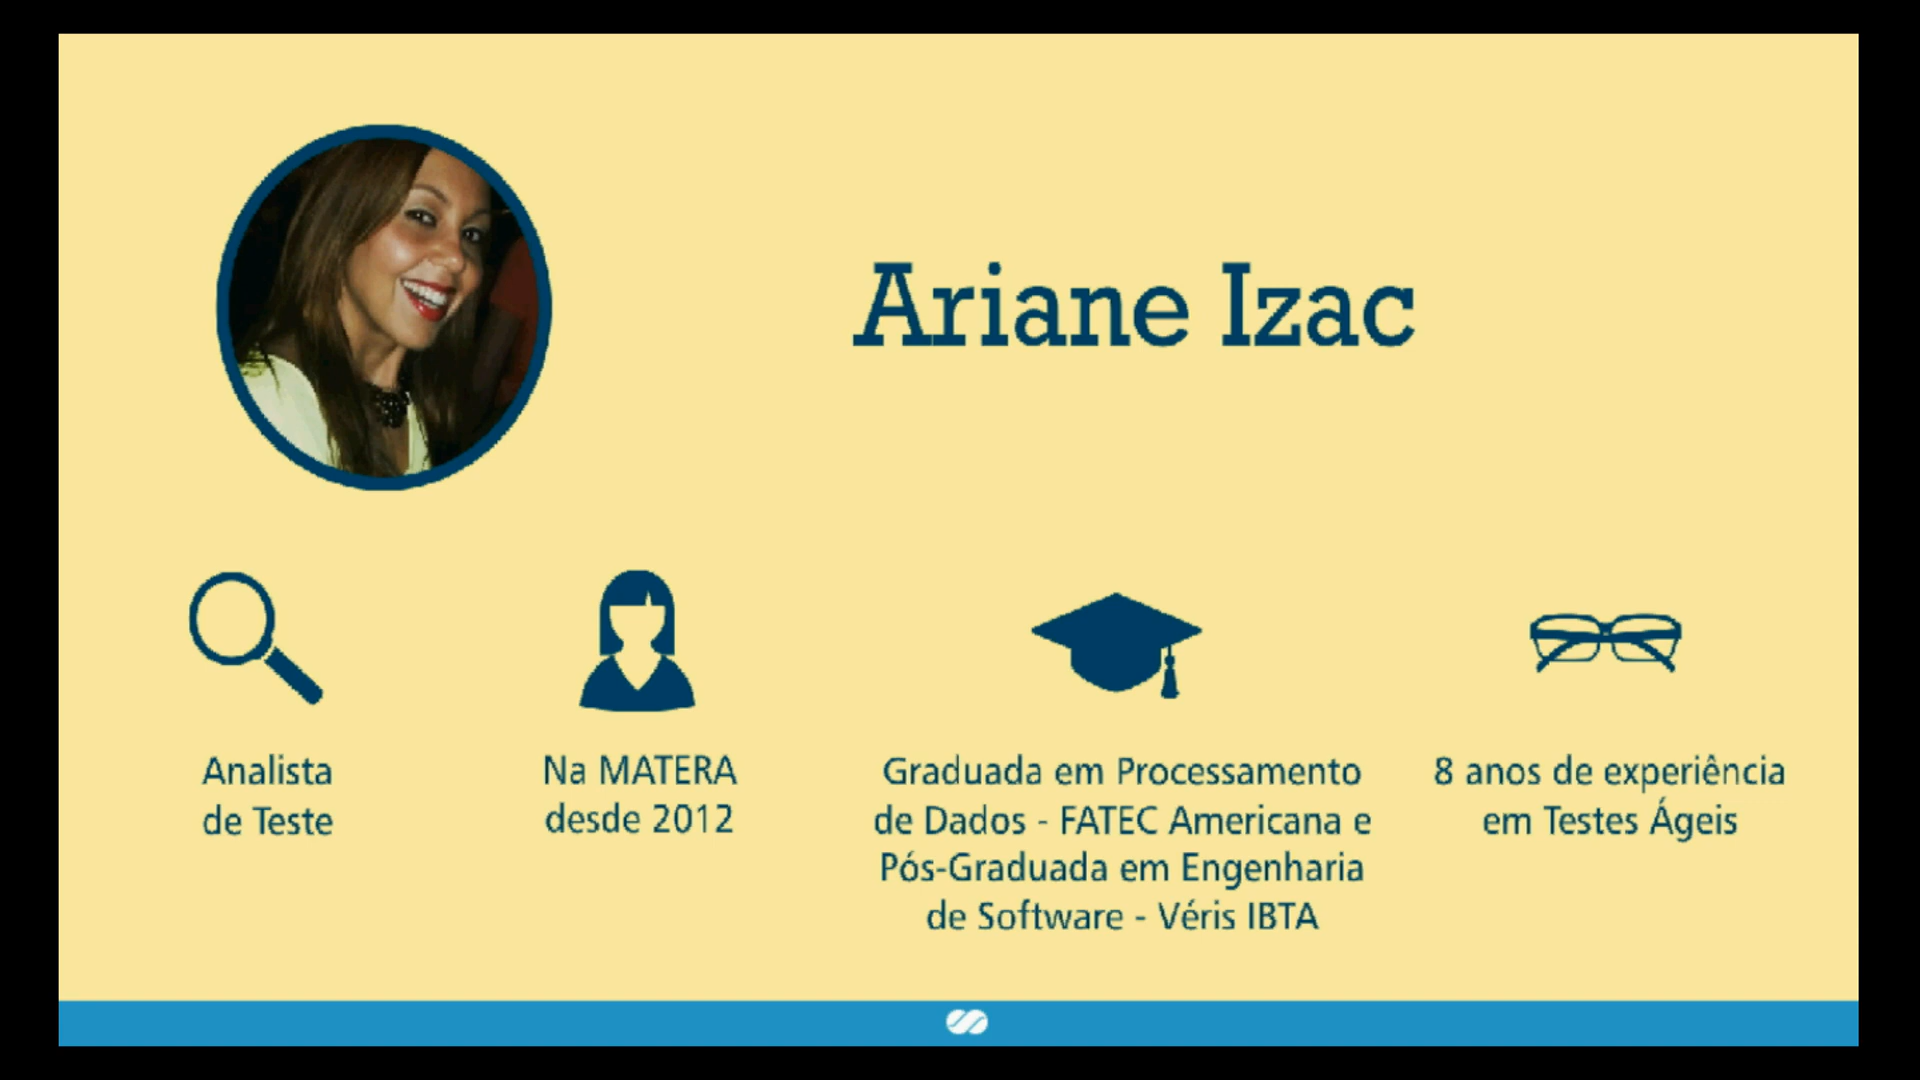 Ariane Izac
Analista
de Teste
Na MATERA
desde 2012
Graduada em Processamento
de Dados - FATEC Americana e
Pós-Graduada em Engenharia
de Software - Véris IBTA
8 anos de experiência
em Testes Ágeis